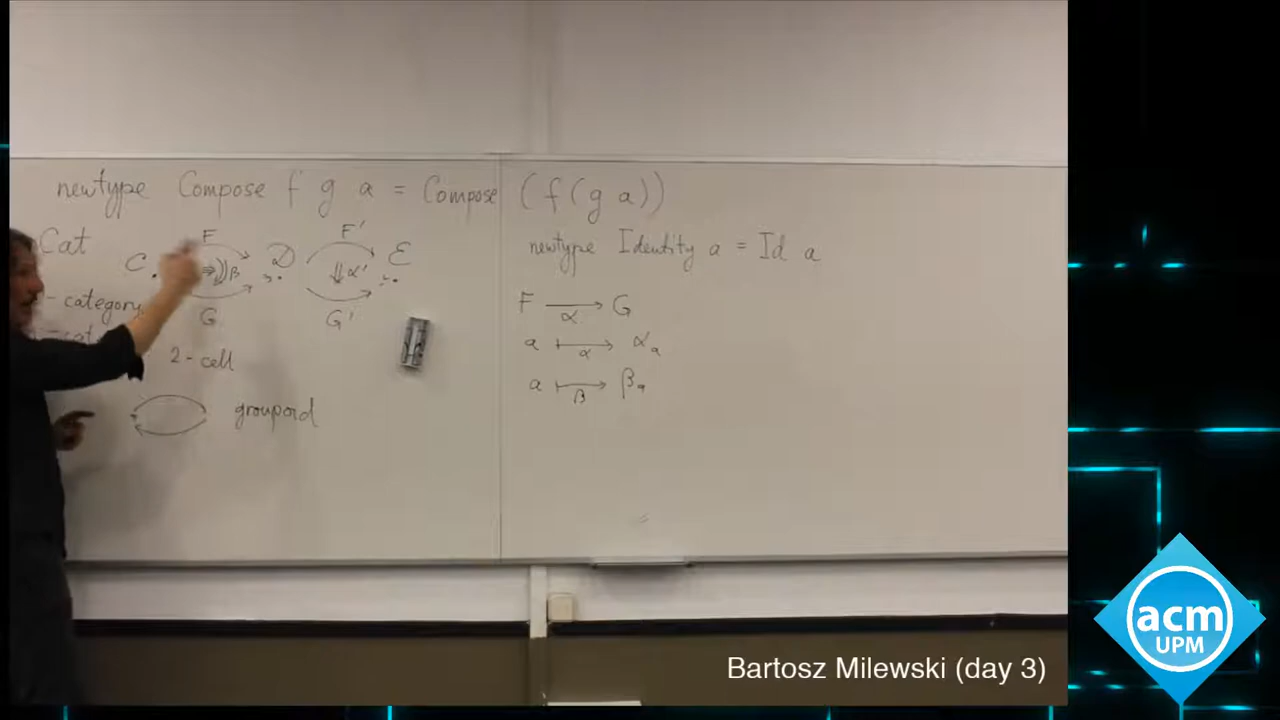 newtype Compose f g a = Compose (f (g a))
Cat
F
F'
C
D
E
β
α'
G
G'
- category
2-cell
groupoid
newtype Identity a = Id a
F → G
α
a ↦ αₐ
α
a ↦ βₐ
β
Bartosz Milewski (day 3)
acm
UPM